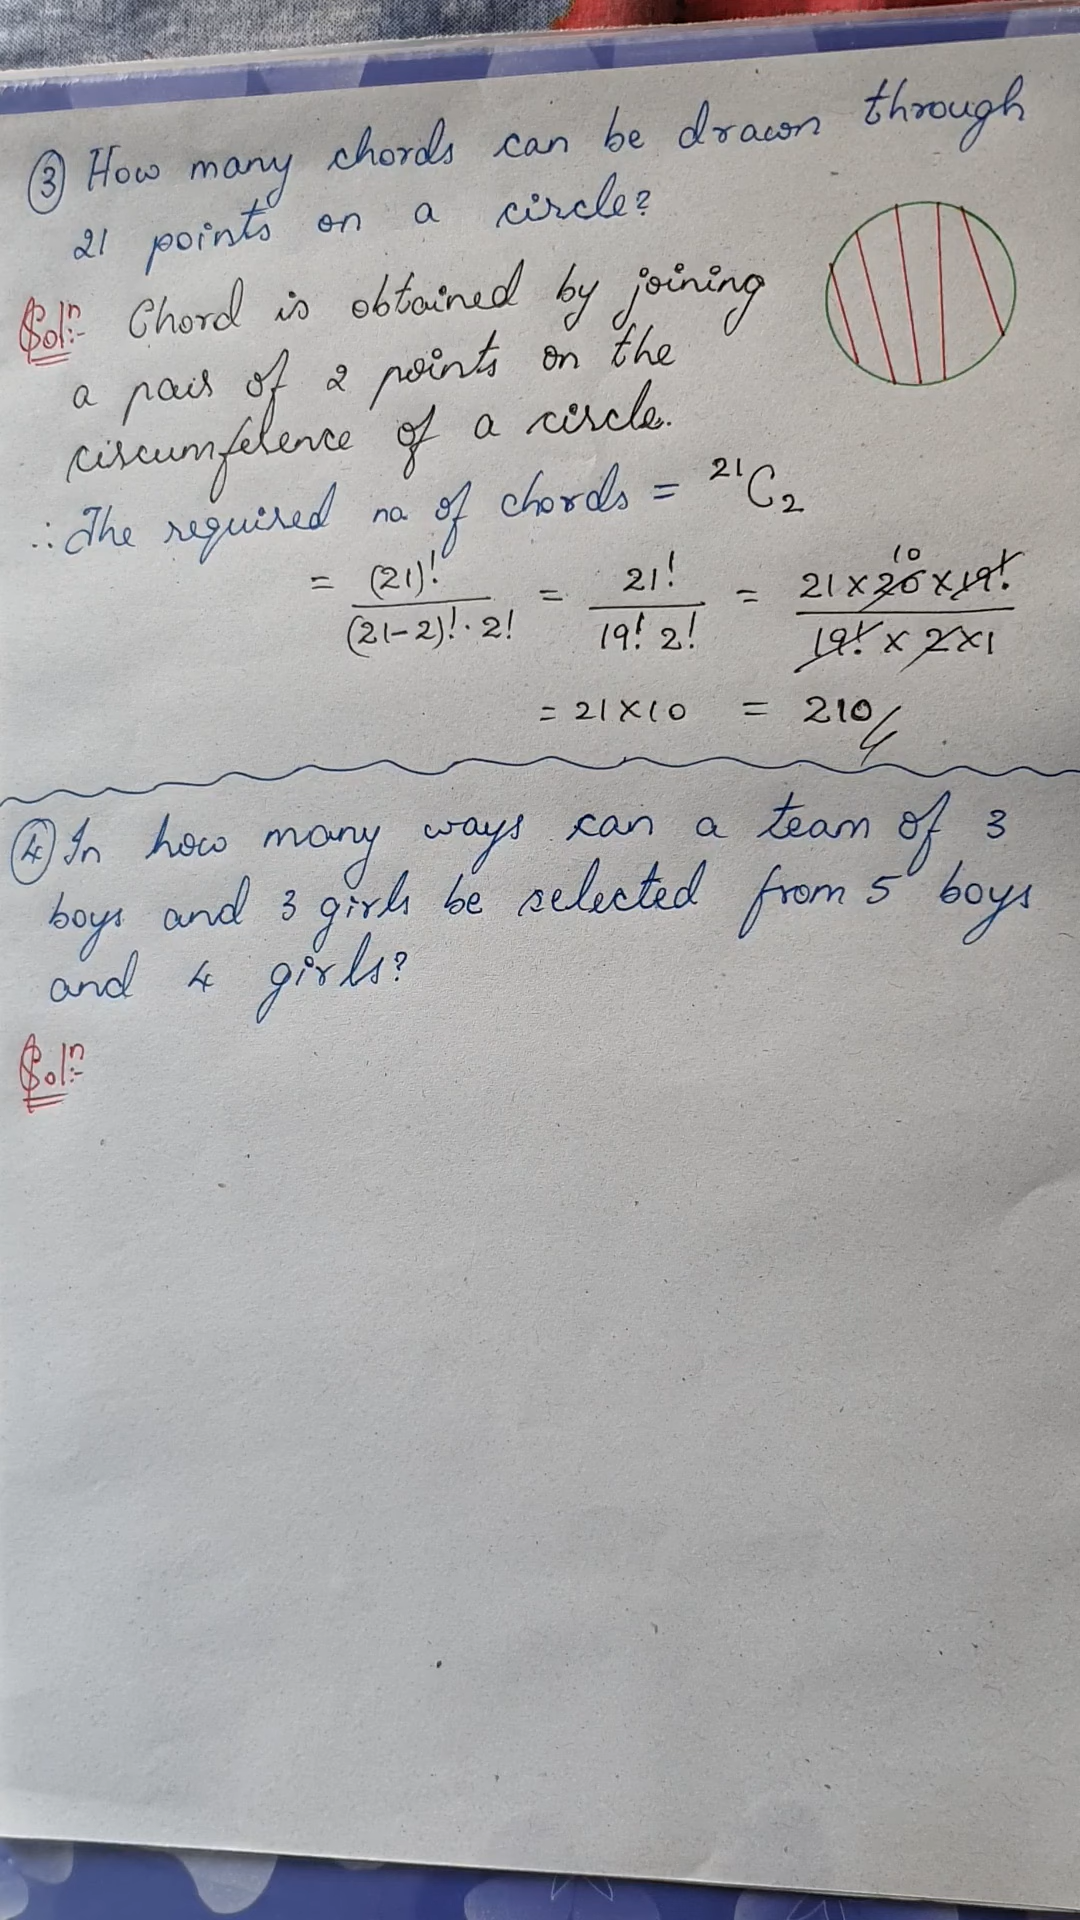 ③ How many chords can be drawn through
21 points on a circle?
Solⁿ:- Chord is obtained by joining
a pair of 2 points on the
circumference of a circle.
∴ The required no. of chords = ²¹C₂
= (21)! / (21-2)! · 2! = 21! / 19! 2! = 21 × 20 × 19! / 19! × 2 × 1
10
= 21 × 10 = 210//
④ In how many ways can a team of 3
boys and 3 girls be selected from 5 boys
and 4 girls?
Solⁿ:-